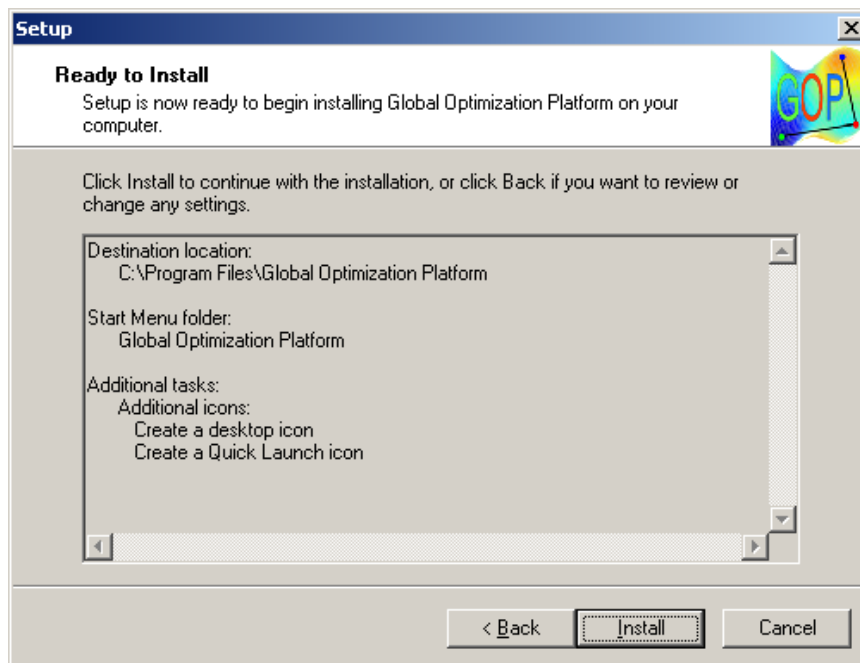 Setup
Ready to Install
Setup is now ready to begin installing Global Optimization Platform on your
computer.
GOP
Click Install to continue with the installation, or click Back if you want to review or
change any settings.
Destination location:
C:\Program Files\Global Optimization Platform
Start Menu folder:
Global Optimization Platform
Additional tasks:
Additional icons:
Create a desktop icon
Create a Quick Launch icon
< Back
Install
Cancel